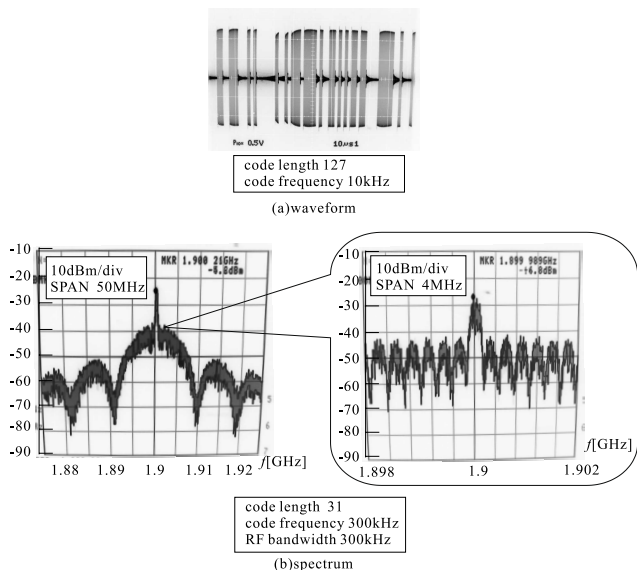 P₁₀ₙ 0.5V 10μs1
code length 127
code frequency 10kHz
(a)waveform
-10
-20
-30
-40
-50
-60
-70
-80
-90
10dBm/div
SPAN 50MHz
MKR 1.900 21GHz
1.88 1.89 1.9 1.91 1.92 f[GHz]
-10
-20
-30
-40
-50
-60
-70
-80
-90
10dBm/div
SPAN 4MHz
MKR 1.899 989GHz
1.898 1.9 1.902
f[GHz]
code length 31
code frequency 300kHz
RF bandwidth 300kHz
(b)spectrum